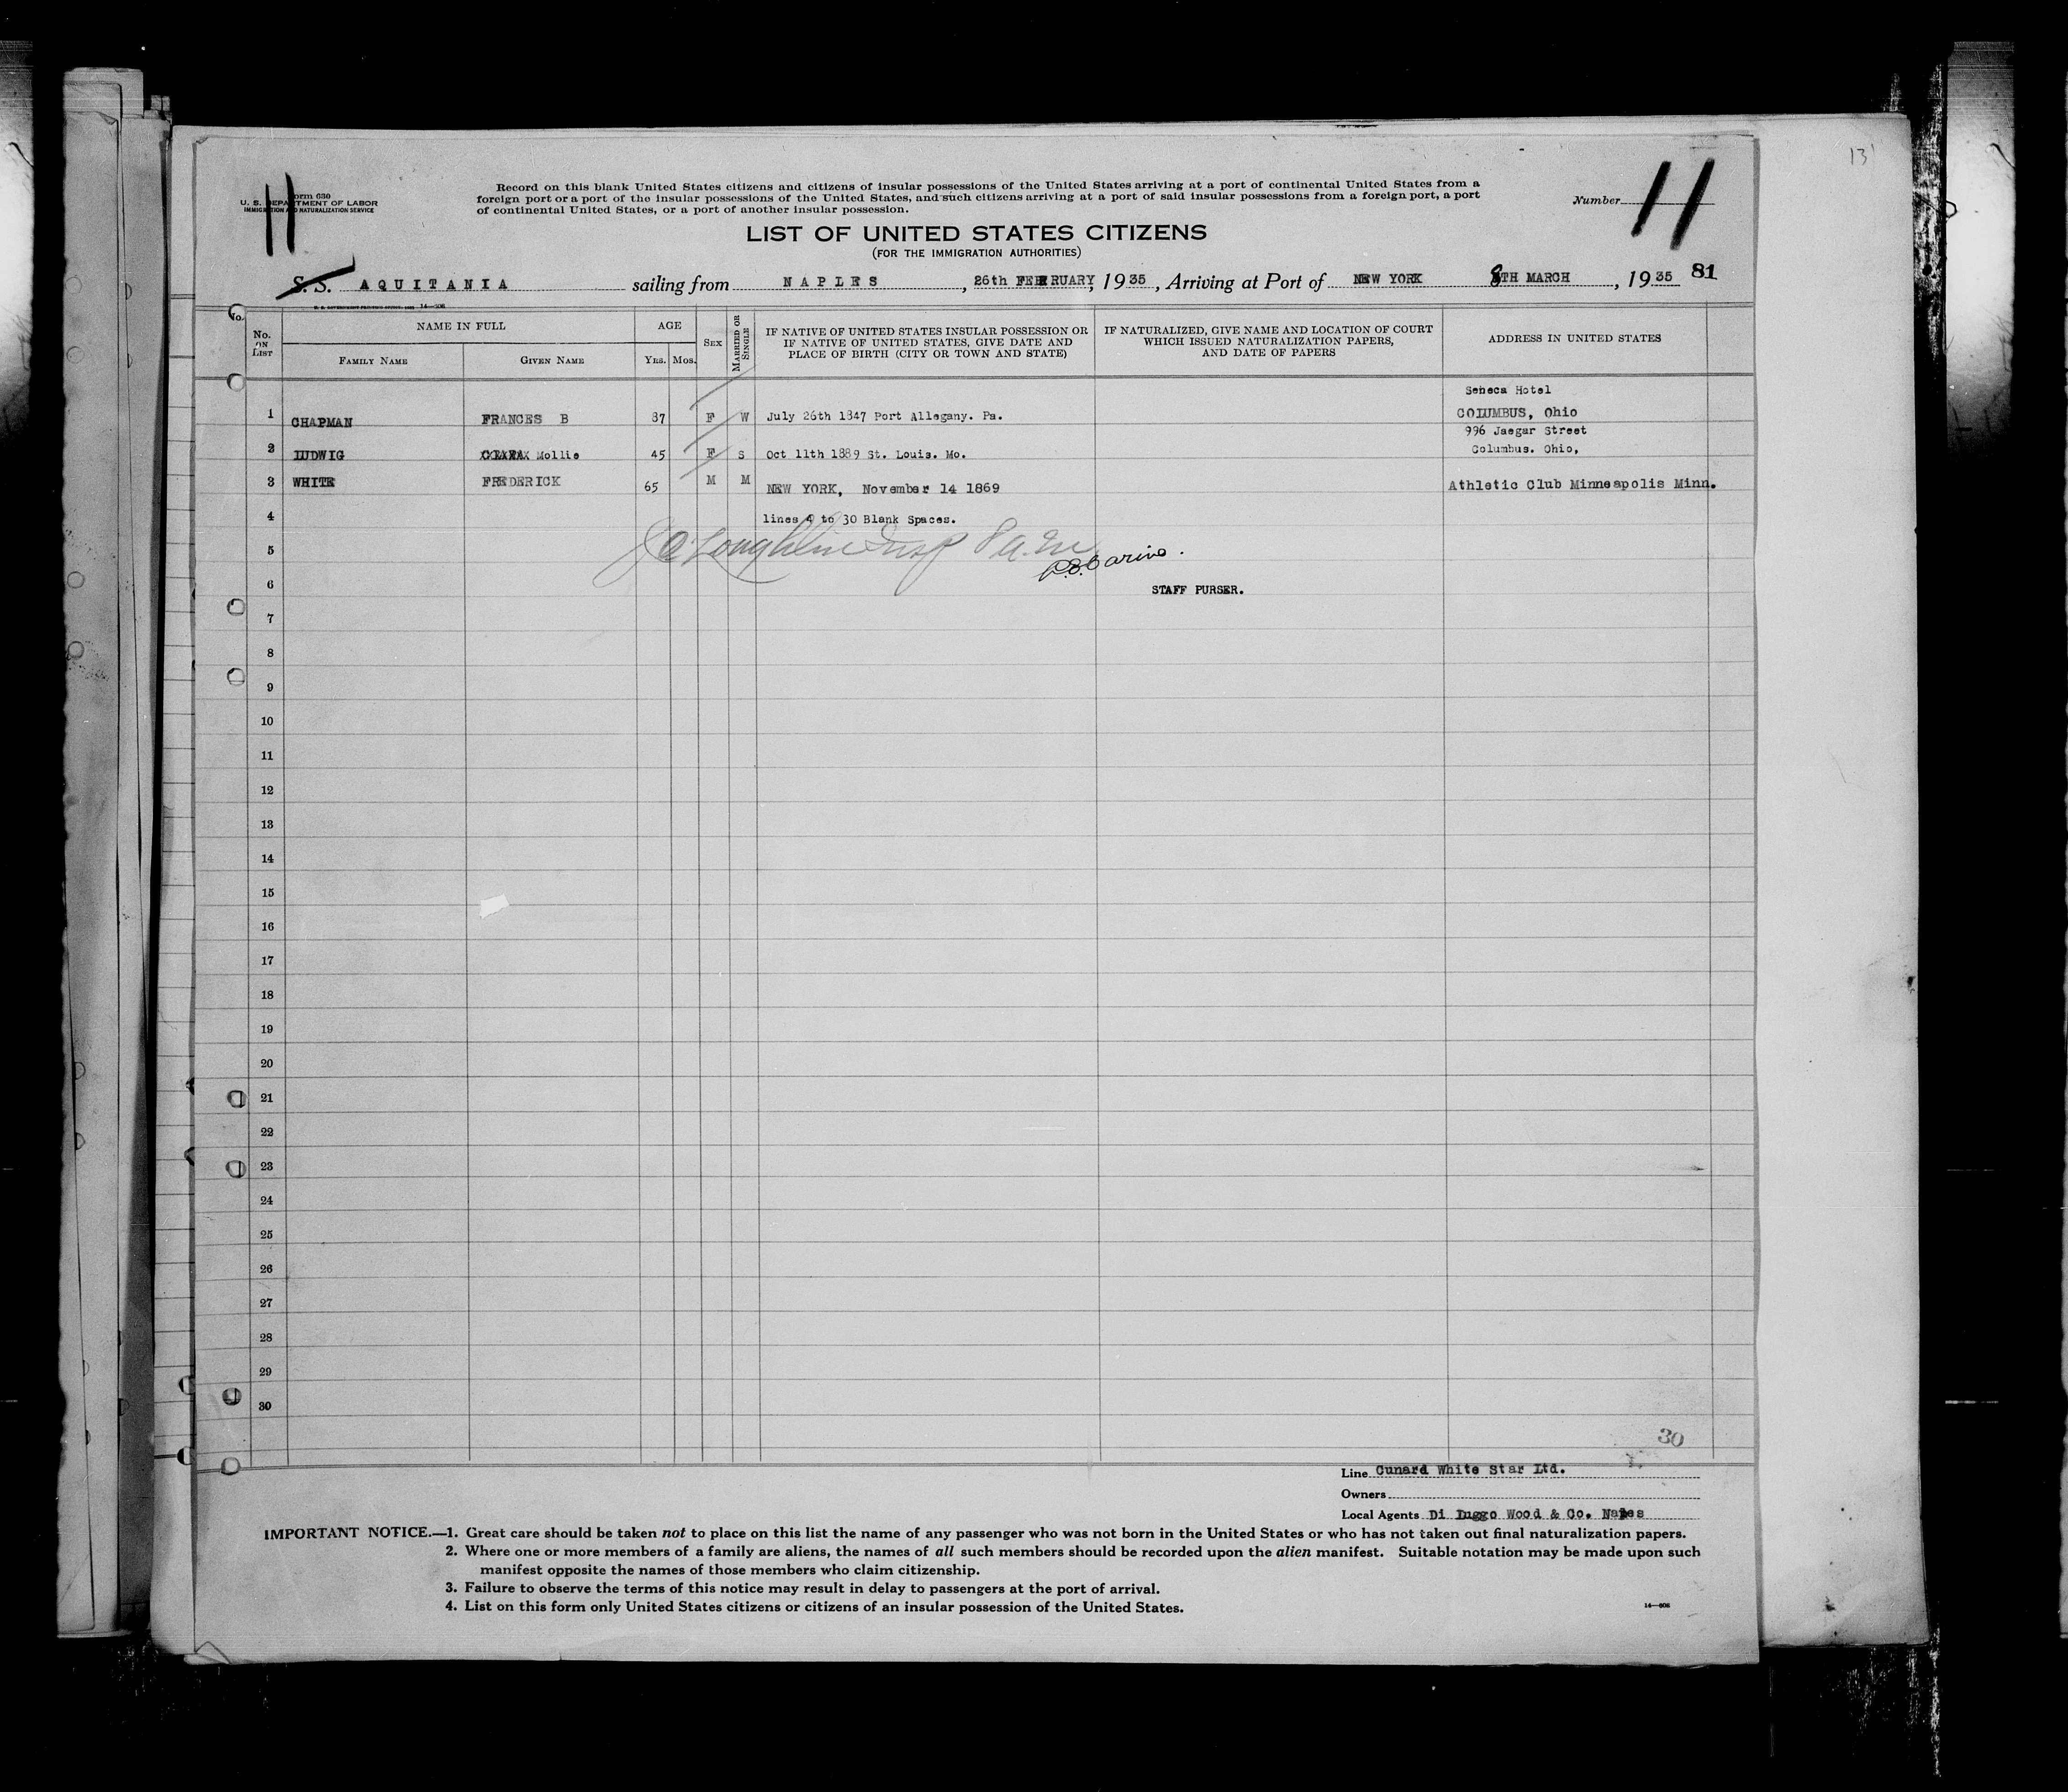 13
11
Form 630
U. S. DEPARTMENT OF LABOR
IMMIGRATION AND NATURALIZATION SERVICE
Record on this blank United States citizens and citizens of insular possessions of the United States arriving at a port of continental United States from a
foreign port or a port of the insular possessions of the United States, and such citizens arriving at a port of said insular possessions from a foreign port, a port
of continental United States, or a port of another insular possession.
Number 11
LIST OF UNITED STATES CITIZENS
(FOR THE IMMIGRATION AUTHORITIES)
S. S. AQUITANIA sailing from NAPLES, 26th FEBRUARY, 1935, Arriving at Port of NEW YORK 8TH MARCH, 1935 81
No. ON LIST
NAME IN FULL
FAMILY NAME GIVEN NAME
AGE
YRS. MOS.
SEX
MARRIED OR SINGLE
IF NATIVE OF UNITED STATES INSULAR POSSESSION OR
IF NATIVE OF UNITED STATES, GIVE DATE AND
PLACE OF BIRTH (CITY OR TOWN AND STATE)
IF NATURALIZED, GIVE NAME AND LOCATION OF COURT
WHICH ISSUED NATURALIZATION PAPERS,
AND DATE OF PAPERS
ADDRESS IN UNITED STATES
Seneca Hotel
1 CHAPMAN FRANCES B 87 F W July 26th 1847 Port Allegany. Pa. COLUMBUS, Ohio
996 Jaegar Street
2 LUDWIG Mollie 45 F S Oct 11th 1889 St. Louis. Mo. Columbus. Ohio,
3 WHITE FREDERICK 65 M M NEW YORK, November 14 1869 Athletic Club Minneapolis Minn.
4 lines 4 to 30 Blank Spaces.
5
6 STAFF PURSER.
7
8
9
10
11
12
13
14
15
16
17
18
19
20
21
22
23
24
25
26
27
28
29
30
30
Line Cunard White Star Ltd.
Owners
Local Agents Di Luggo Wood & Co. Naples
IMPORTANT NOTICE.—1. Great care should be taken not to place on this list the name of any passenger who was not born in the United States or who has not taken out final naturalization papers.
2. Where one or more members of a family are aliens, the names of all such members should be recorded upon the alien manifest. Suitable notation may be made upon such
manifest opposite the names of those members who claim citizenship.
3. Failure to observe the terms of this notice may result in delay to passengers at the port of arrival.
4. List on this form only United States citizens or citizens of an insular possession of the United States.